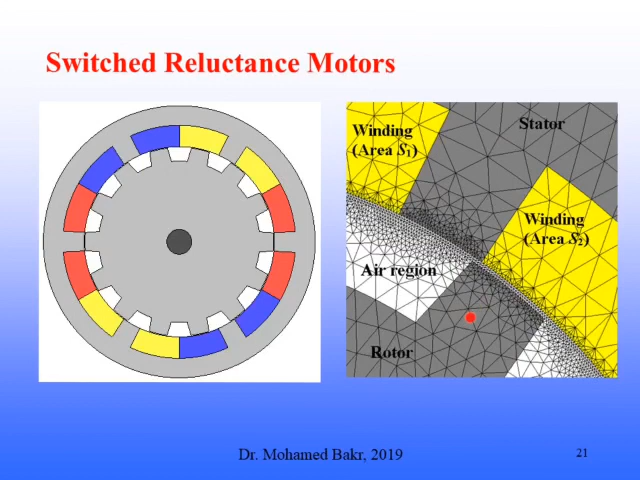 Switched Reluctance Motors
Winding
(Area S₁)
Stator
Winding
(Area S₂)
Air region
Rotor
Dr. Mohamed Bakr, 2019
21